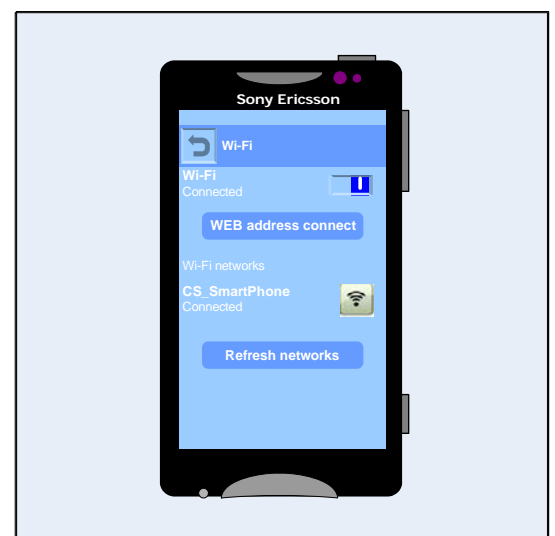 Sony Ericsson
Wi-Fi
Wi-Fi
Connected
WEB address connect
Wi-Fi networks
CS_SmartPhone
Connected
Refresh networks